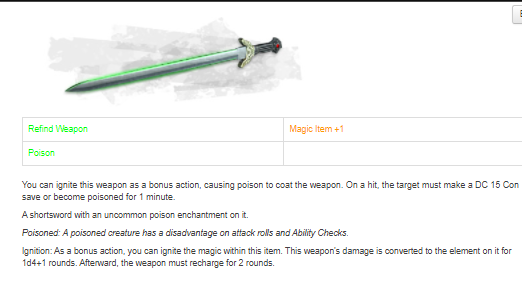 Refind Weapon
Magic Item +1
Poison
You can ignite this weapon as a bonus action, causing poison to coat the weapon. On a hit, the target must make a DC 15 Con
save or become poisoned for 1 minute.
A shortsword with an uncommon poison enchantment on it.
Poisoned: A poisoned creature has a disadvantage on attack rolls and Ability Checks.
Ignition: As a bonus action, you can ignite the magic within this item. This weapon's damage is converted to the element on it for
1d4+1 rounds. Afterward, the weapon must recharge for 2 rounds.